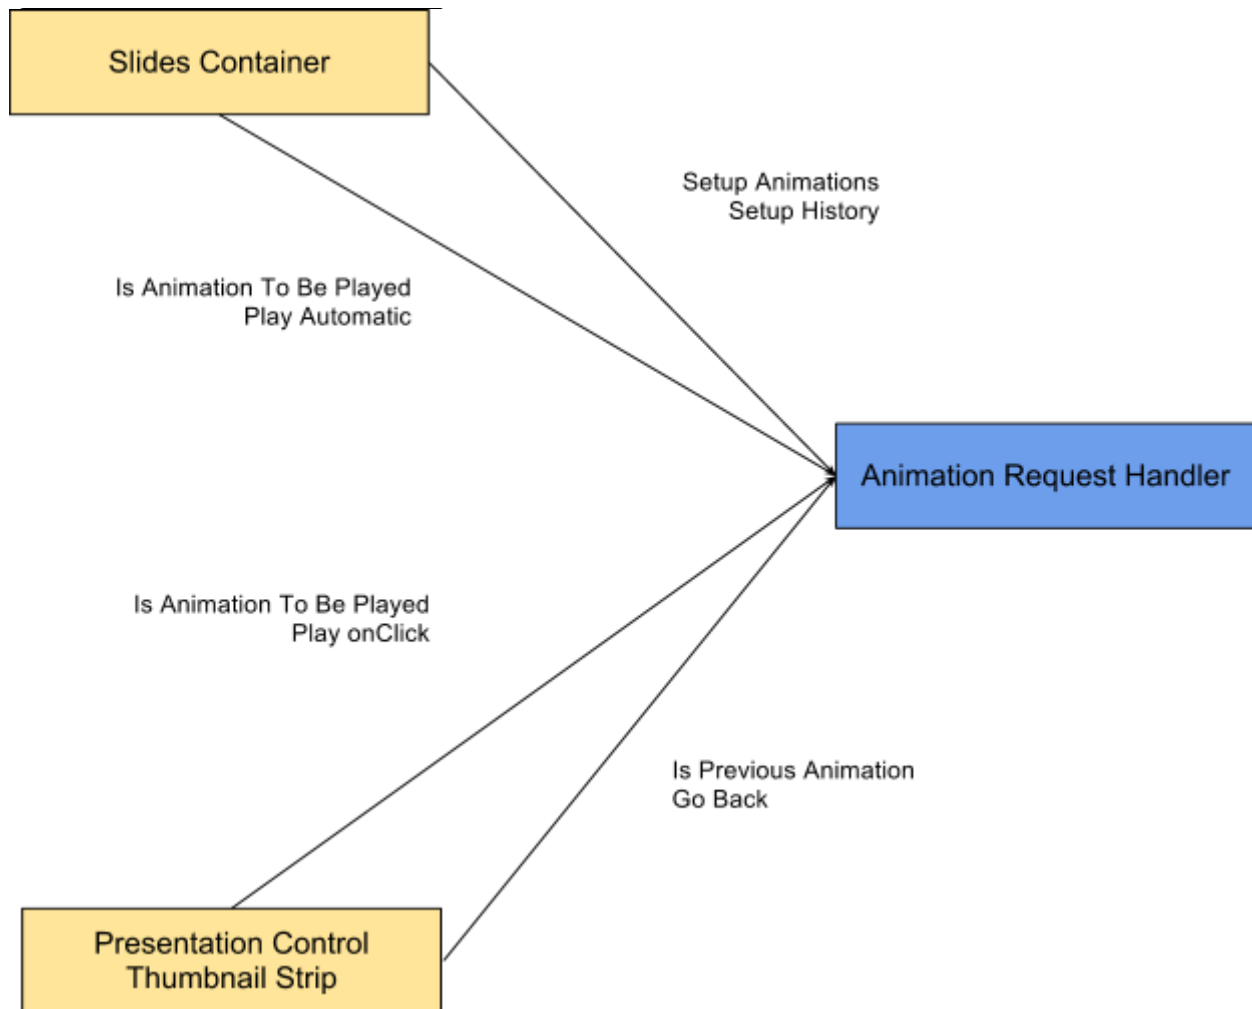 Slides Container
Setup Animations
Setup History
Is Animation To Be Played
Play Automatic
Animation Request Handler
Is Animation To Be Played
Play onClick
Is Previous Animation
Go Back
Presentation Control
Thumbnail Strip